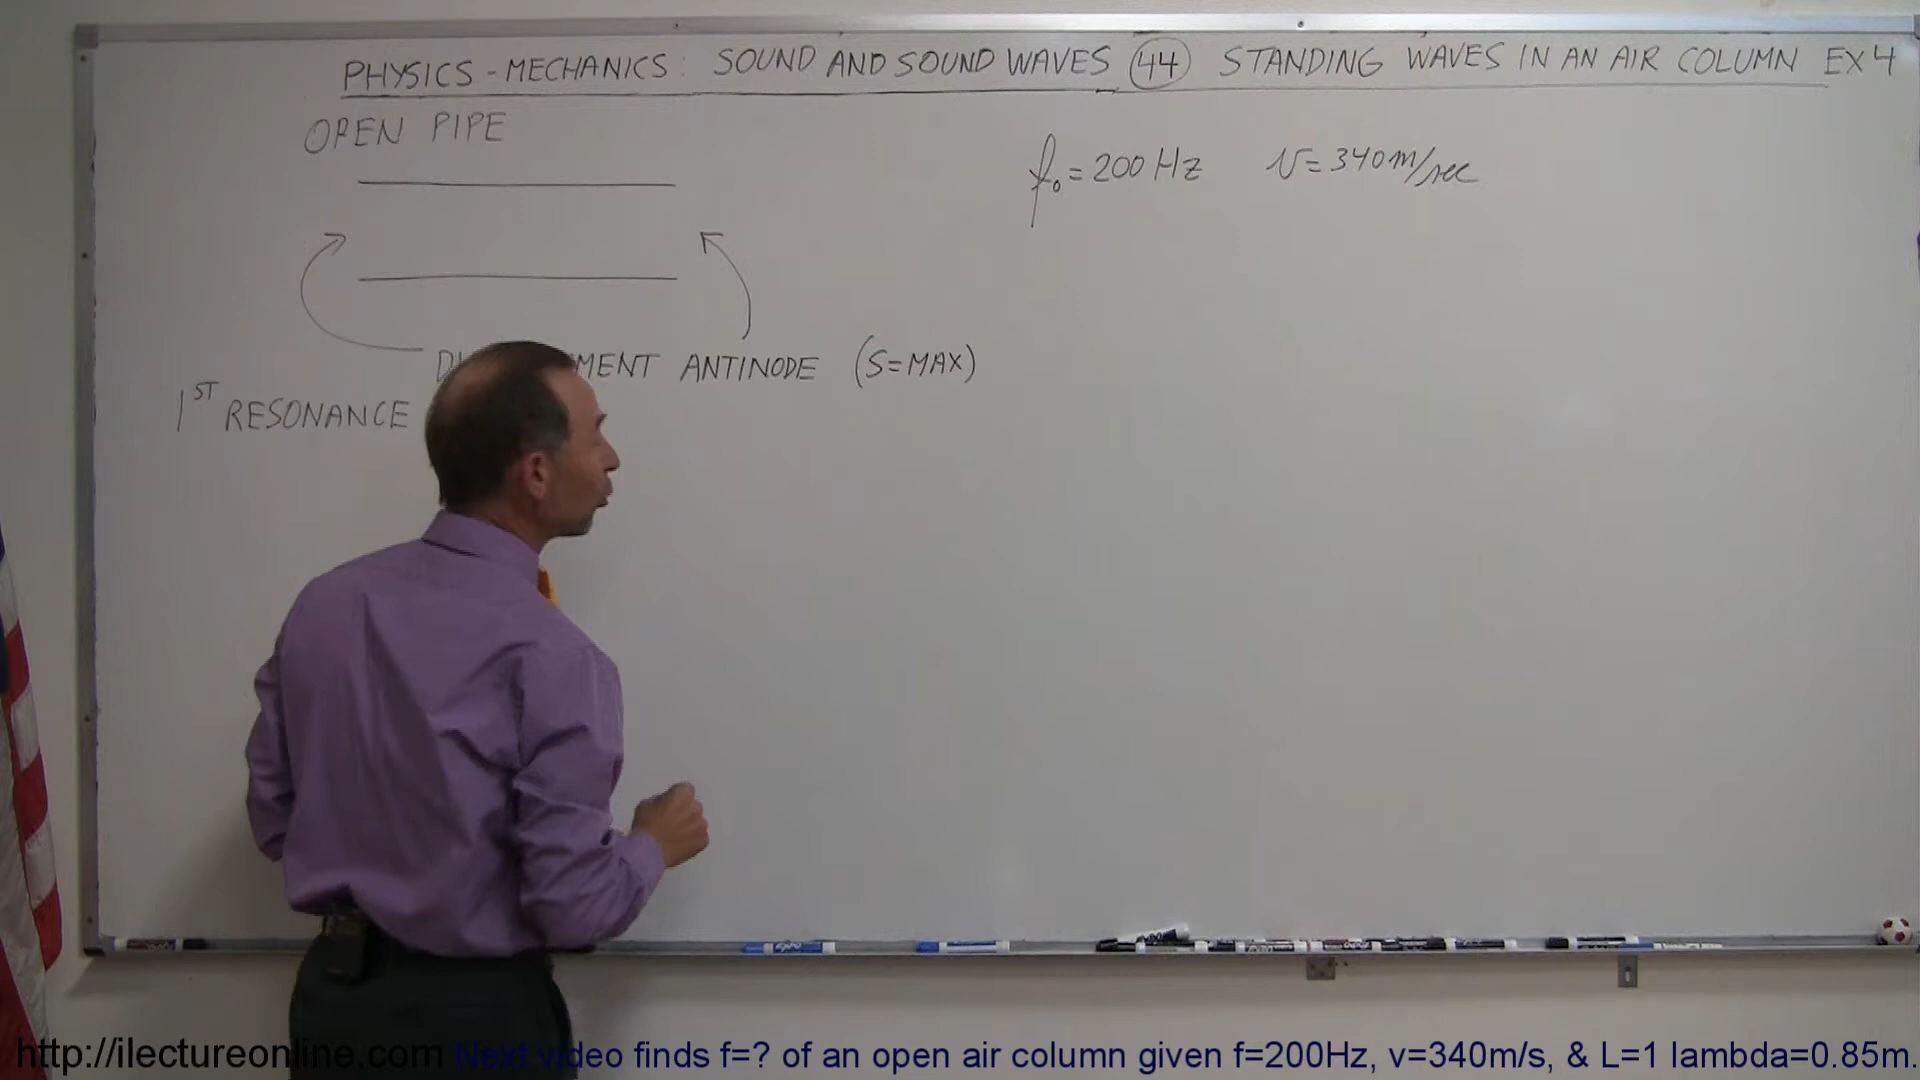 PHYSICS - MECHANICS: SOUND AND SOUND WAVES 44 STANDING WAVES IN AN AIR COLUMN EX 4
OPEN PIPE
f₀ = 200 Hz v = 340 m/sec
MENT ANTINODE (S=MAX)
1ST RESONANCE
http://ilectureonline.com Next video finds f=? of an open air column given f=200Hz, v=340m/s, & L=1 lambda=0.85m.